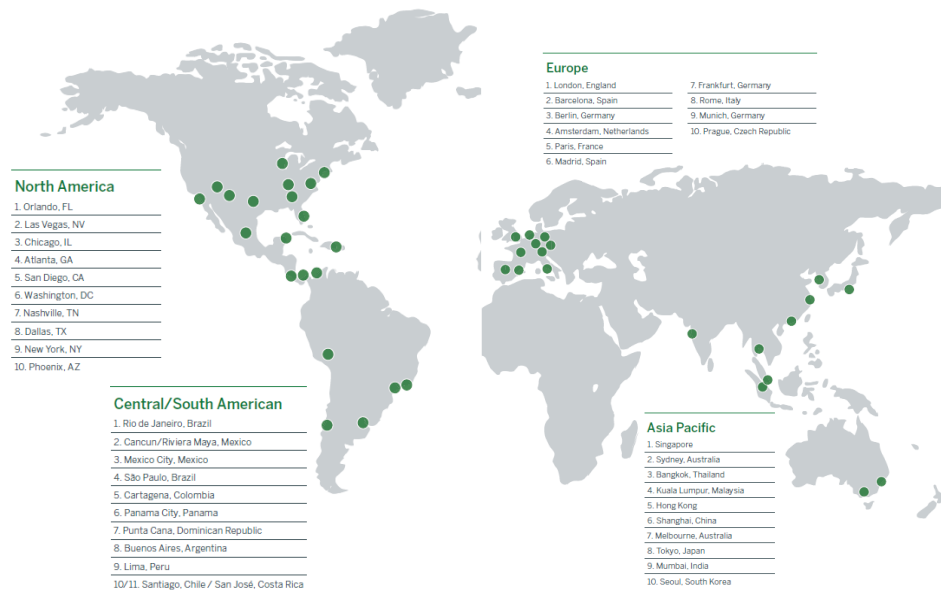 North America
1. Orlando, FL
2. Las Vegas, NV
3. Chicago, IL
4. Atlanta, GA
5. San Diego, CA
6. Washington, DC
7. Nashville, TN
8. Dallas, TX
9. New York, NY
10. Phoenix, AZ
Central/South American
1. Rio de Janeiro, Brazil
2. Cancun/Riviera Maya, Mexico
3. Mexico City, Mexico
4. São Paulo, Brazil
5. Cartagena, Colombia
6. Panama City, Panama
7. Punta Cana, Dominican Republic
8. Buenos Aires, Argentina
9. Lima, Peru
10/11. Santiago, Chile / San José, Costa Rica
Europe
1. London, England
2. Barcelona, Spain
3. Berlin, Germany
4. Amsterdam, Netherlands
5. Paris, France
6. Madrid, Spain
7. Frankfurt, Germany
8. Rome, Italy
9. Munich, Germany
10. Prague, Czech Republic
Asia Pacific
1. Singapore
2. Sydney, Australia
3. Bangkok, Thailand
4. Kuala Lumpur, Malaysia
5. Hong Kong
6. Shanghai, China
7. Melbourne, Australia
8. Tokyo, Japan
9. Mumbai, India
10. Seoul, South Korea